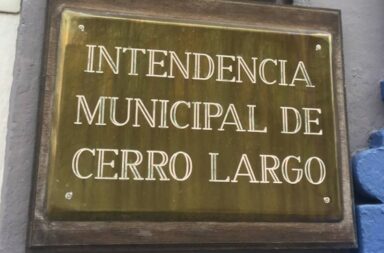 INTENDENCIA
MUNICIPAL DE
CERRO LARGO